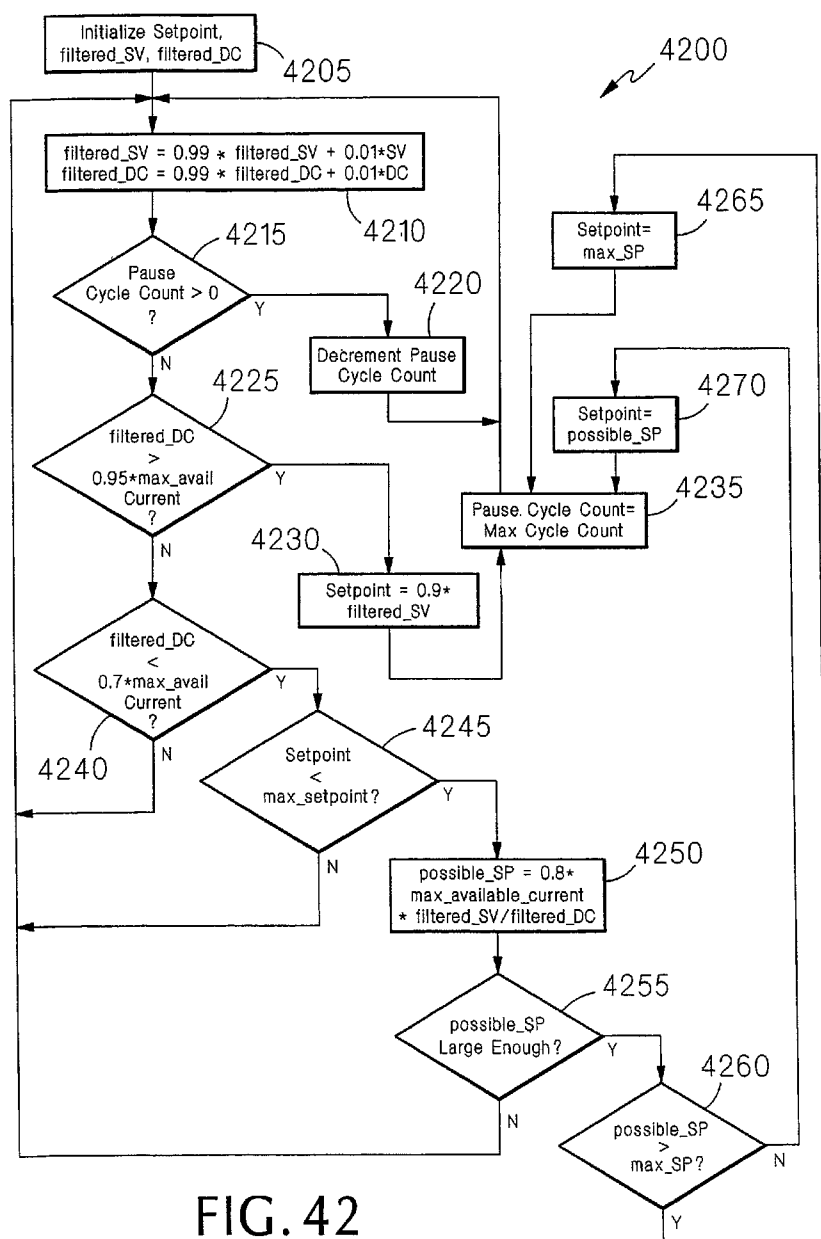 Initialize Setpoint,
filtered_SV, filtered_DC
4205
4200
filtered_SV = 0.99 * filtered_SV + 0.01*SV
filtered_DC = 0.99 * filtered_DC + 0.01*DC
4210
4215
Pause
Cycle Count > 0
?
Y
N
4220
Decrement Pause
Cycle Count
4265
Setpoint=
max_SP
4270
Setpoint=
possible_SP
4225
filtered_DC
>
0.95*max_avail
Current
?
Y
N
4235
Pause. Cycle Count=
Max Cycle Count
4230
Setpoint = 0.9*
filtered_SV
filtered_DC
<
0.7*max_avail
Current
?
Y
N
4240
4245
Setpoint
<
max_setpoint?
Y
N
4250
possible_SP = 0.8*
max_available_current
* filtered_SV/filtered_DC
4255
possible_SP
Large Enough?
Y
N
4260
possible_SP
>
max_SP?
N
Y
FIG. 42